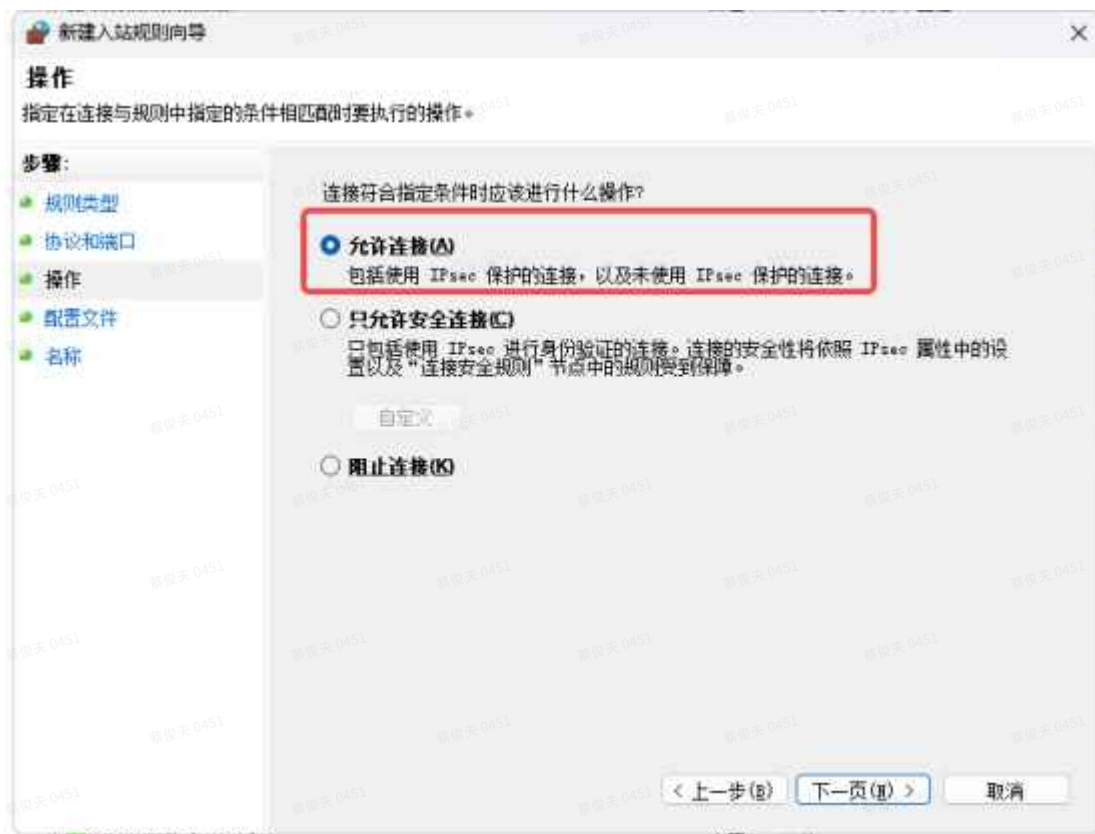 新建入站规则向导
操作
指定在连接与规则中指定的条件相匹配时要执行的操作。
步骤:
规则类型
协议和端口
操作
配置文件
名称
连接符合指定条件时应该进行什么操作?
允许连接(A)
包括使用 IPsec 保护的连接，以及未使用 IPsec 保护的连接。
只允许安全连接(C)
只包括使用 IPsec 进行身份验证的连接。连接的安全性将依照 IPsec 属性中的设
置以及“连接安全规则”节点中的规则受到保障。
自定义
阻止连接(K)
< 上一步(B)
下一页(N) >
取消